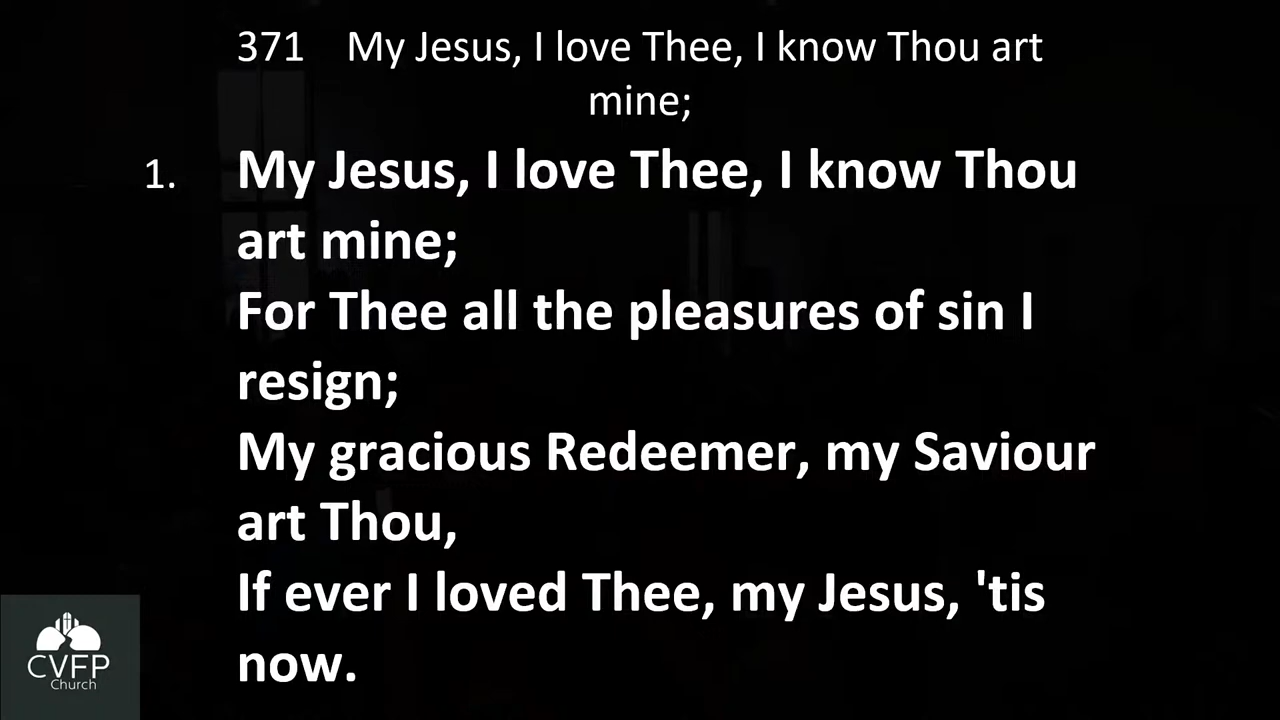 371 My Jesus, I love Thee, I know Thou art
mine;
1. My Jesus, I love Thee, I know Thou
art mine;
For Thee all the pleasures of sin I
resign;
My gracious Redeemer, my Saviour
art Thou,
If ever I loved Thee, my Jesus, 'tis
now.
CVFP
Church